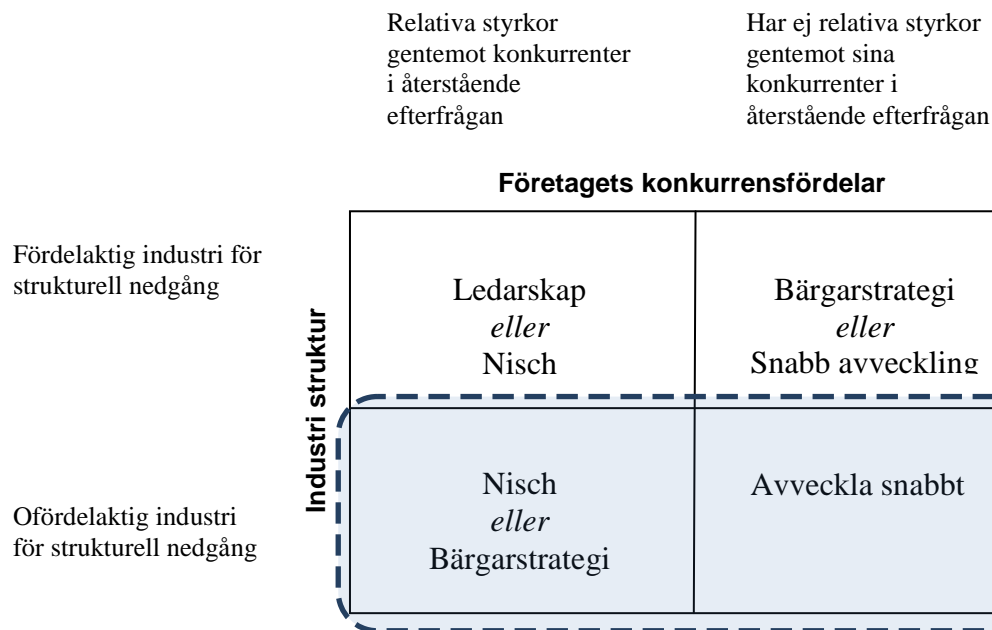 Relativa styrkor
gentemot konkurrenter
i återstående
efterfrågan
Har ej relativa styrkor
gentemot sina
konkurrenter i
återstående efterfrågan
Företagets konkurrensfördelar
Fördelaktig industri för
strukturell nedgång
Industri struktur
Ledarskap
eller
Nisch
Bärgarstrategi
eller
Snabb avveckling
Ofördelaktig industri
för strukturell nedgång
Nisch
eller
Bärgarstrategi
Avveckla snabbt